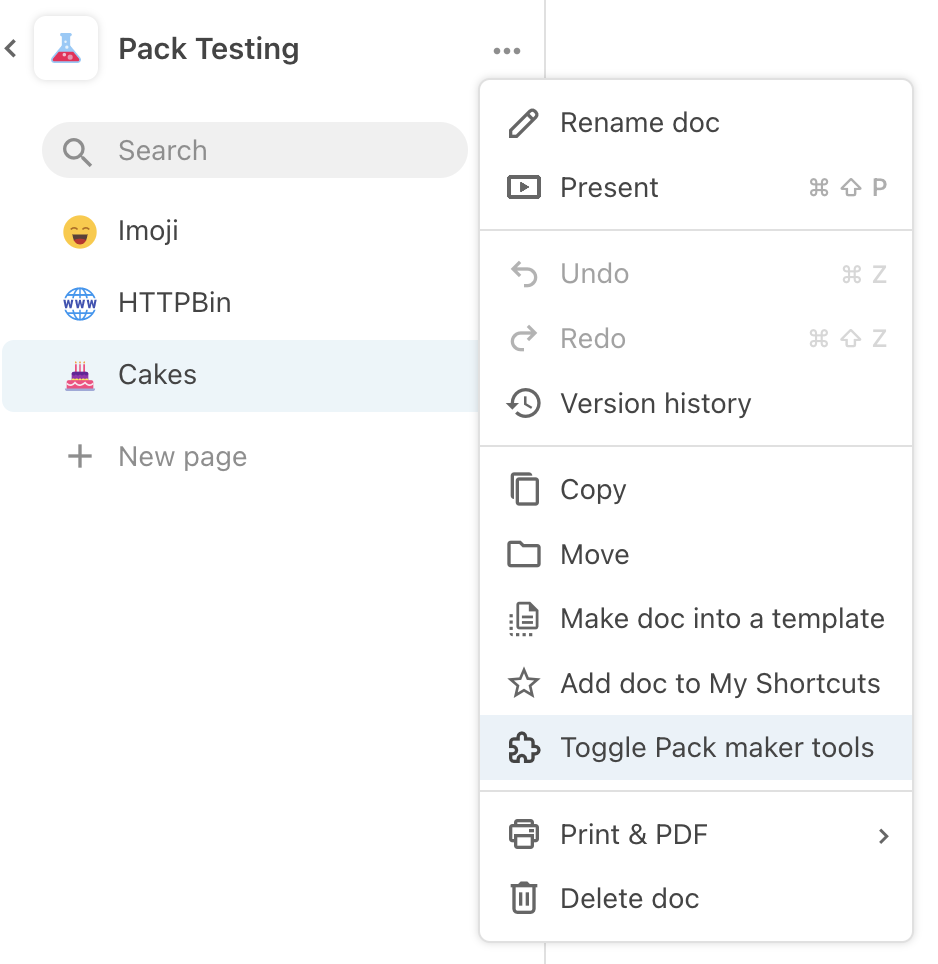 Pack Testing
Search
Imoji
WWW
HTTPBin
Cakes
New page
Rename doc
Present ⌘ ⇧ P
Undo ⌘ Z
Redo ⌘ ⇧ Z
Version history
Copy
Move
Make doc into a template
Add doc to My Shortcuts
Toggle Pack maker tools
Print & PDF
Delete doc